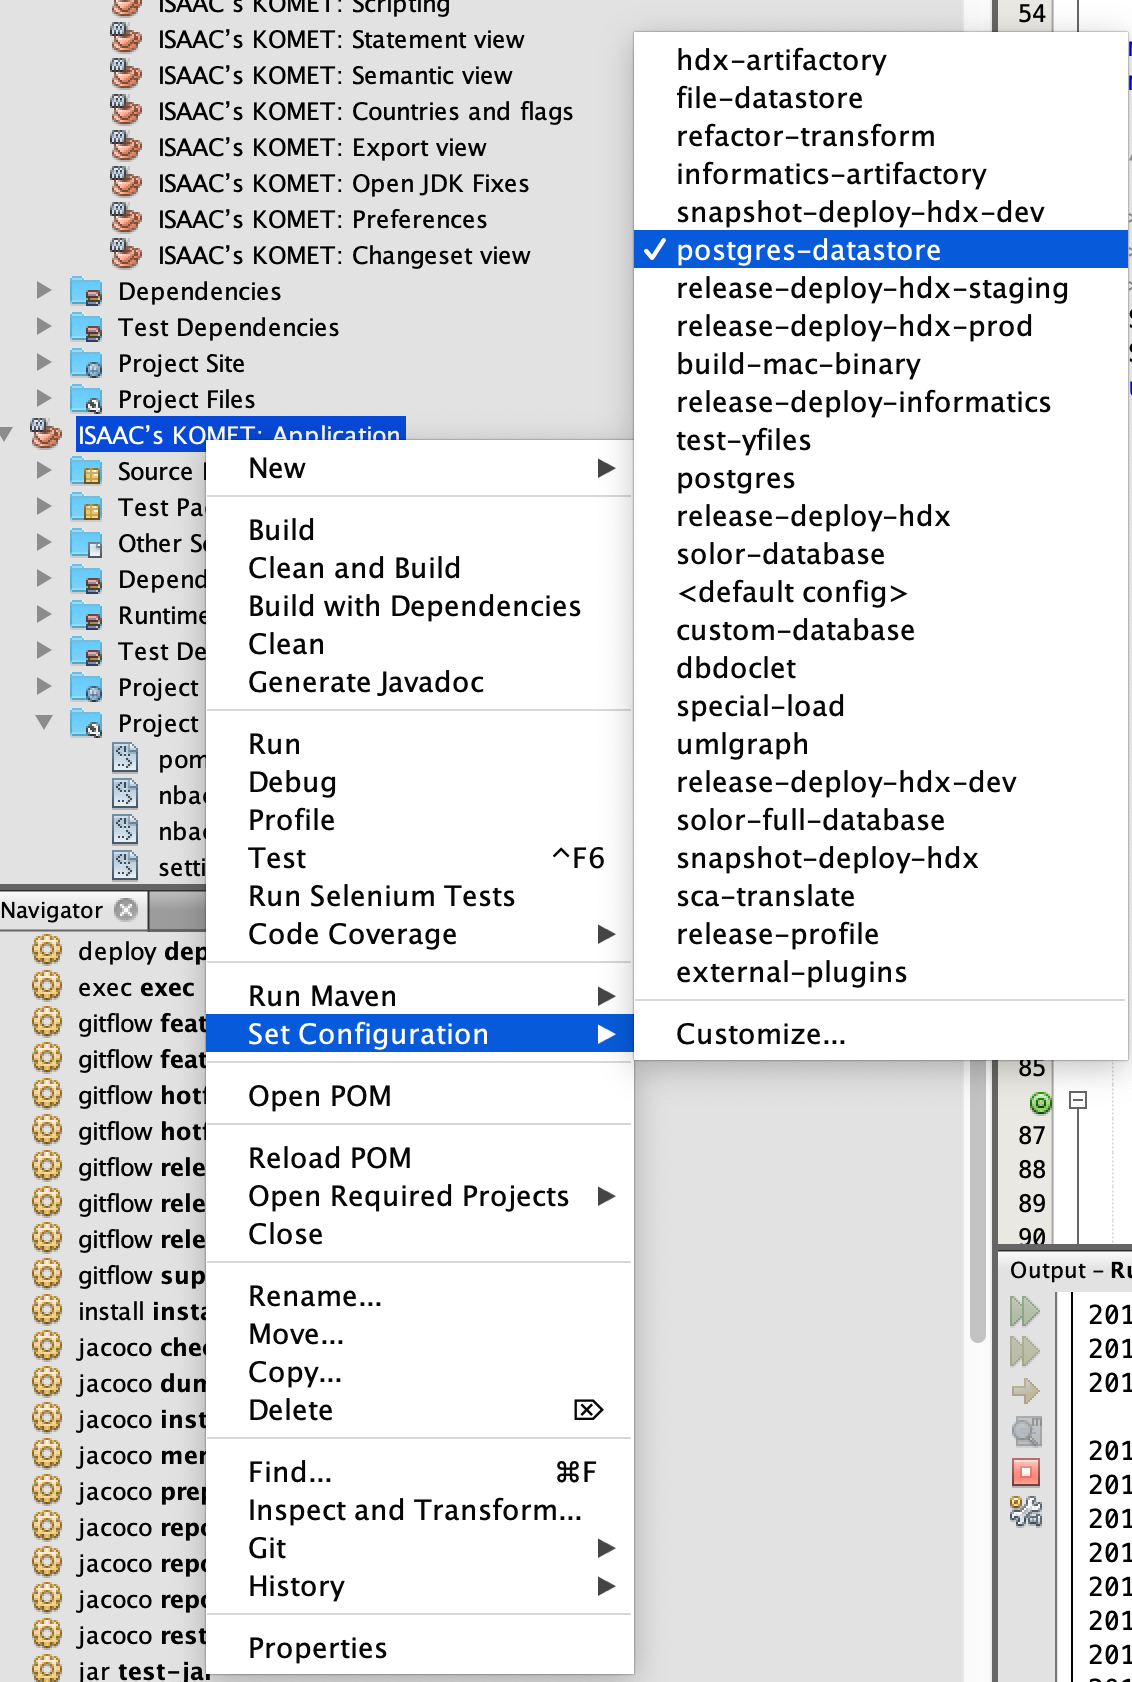 ISAAC's KOMET: Scripting
ISAAC's KOMET: Statement view
ISAAC's KOMET: Semantic view
ISAAC's KOMET: Countries and flags
ISAAC's KOMET: Export view
ISAAC's KOMET: Open JDK Fixes
ISAAC's KOMET: Preferences
ISAAC's KOMET: Changeset view
Dependencies
Test Dependencies
Project Site
Project Files
ISAAC's KOMET: Application
Source
Test Pa
Other S
Depend
Runtime
Test De
Project
Project
pom
nba
nba
setti
Navigator
deploy dep
exec exec
gitflow feat
gitflow feat
gitflow hotf
gitflow hotf
gitflow rele
gitflow rele
gitflow rele
gitflow sup
install insta
jacoco chec
jacoco dum
jacoco inst
jacoco mer
jacoco prep
jacoco repo
jacoco repo
jacoco repo
jacoco rest
jar test-jar
New
Build
Clean and Build
Build with Dependencies
Clean
Generate Javadoc
Run
Debug
Profile
Test ^F6
Run Selenium Tests
Code Coverage
Run Maven
Set Configuration
Open POM
Reload POM
Open Required Projects
Close
Rename...
Move...
Copy...
Delete
Find... ⌘F
Inspect and Transform...
Git
History
Properties
hdx-artifactory
file-datastore
refactor-transform
informatics-artifactory
snapshot-deploy-hdx-dev
✓ postgres-datastore
release-deploy-hdx-staging
release-deploy-hdx-prod
build-mac-binary
release-deploy-informatics
test-yfiles
postgres
release-deploy-hdx
solor-database
<default config>
custom-database
dbdoclet
special-load
umlgraph
release-deploy-hdx-dev
solor-full-database
snapshot-deploy-hdx
sca-translate
release-profile
external-plugins
Customize...
54
85
87
88
89
90
Output - Ru
201
201
201
201
201
201
201
201
201
201